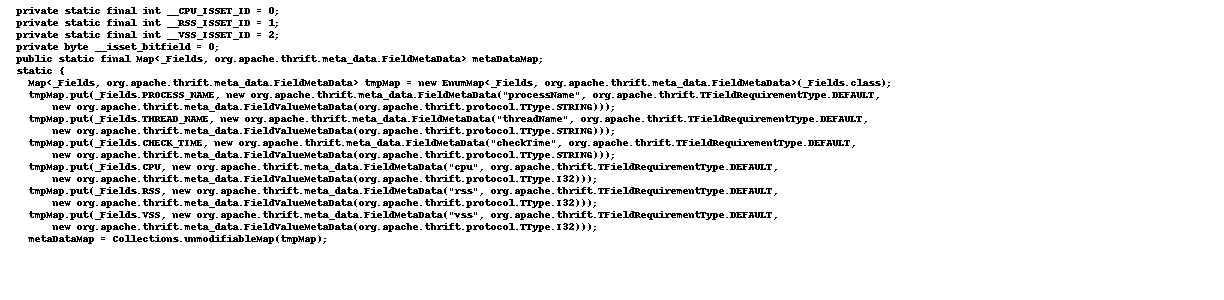 private static final int __CPU_ISSET_ID = 0;
private static final int __RSS_ISSET_ID = 1;
private static final int __VSS_ISSET_ID = 2;
private byte __isset_bitfield = 0;
public static final Map<_Fields, org.apache.thrift.meta_data.FieldMetaData> metaDataMap;
static {
  Map<_Fields, org.apache.thrift.meta_data.FieldMetaData> tmpMap = new EnumMap<_Fields, org.apache.thrift.meta_data.FieldMetaData>(_Fields.class);
  tmpMap.put(_Fields.PROCESS_NAME, new org.apache.thrift.meta_data.FieldMetaData("processName", org.apache.thrift.TFieldRequirementType.DEFAULT,
      new org.apache.thrift.meta_data.FieldValueMetaData(org.apache.thrift.protocol.TType.STRING)));
  tmpMap.put(_Fields.THREAD_NAME, new org.apache.thrift.meta_data.FieldMetaData("threadName", org.apache.thrift.TFieldRequirementType.DEFAULT,
      new org.apache.thrift.meta_data.FieldValueMetaData(org.apache.thrift.protocol.TType.STRING)));
  tmpMap.put(_Fields.CHECK_TIME, new org.apache.thrift.meta_data.FieldMetaData("checkTime", org.apache.thrift.TFieldRequirementType.DEFAULT,
      new org.apache.thrift.meta_data.FieldValueMetaData(org.apache.thrift.protocol.TType.STRING)));
  tmpMap.put(_Fields.CPU, new org.apache.thrift.meta_data.FieldMetaData("cpu", org.apache.thrift.TFieldRequirementType.DEFAULT,
      new org.apache.thrift.meta_data.FieldValueMetaData(org.apache.thrift.protocol.TType.I32)));
  tmpMap.put(_Fields.RSS, new org.apache.thrift.meta_data.FieldMetaData("rss", org.apache.thrift.TFieldRequirementType.DEFAULT,
      new org.apache.thrift.meta_data.FieldValueMetaData(org.apache.thrift.protocol.TType.I32)));
  tmpMap.put(_Fields.VSS, new org.apache.thrift.meta_data.FieldMetaData("vss", org.apache.thrift.TFieldRequirementType.DEFAULT,
      new org.apache.thrift.meta_data.FieldValueMetaData(org.apache.thrift.protocol.TType.I32)));
  metaDataMap = Collections.unmodifiableMap(tmpMap);